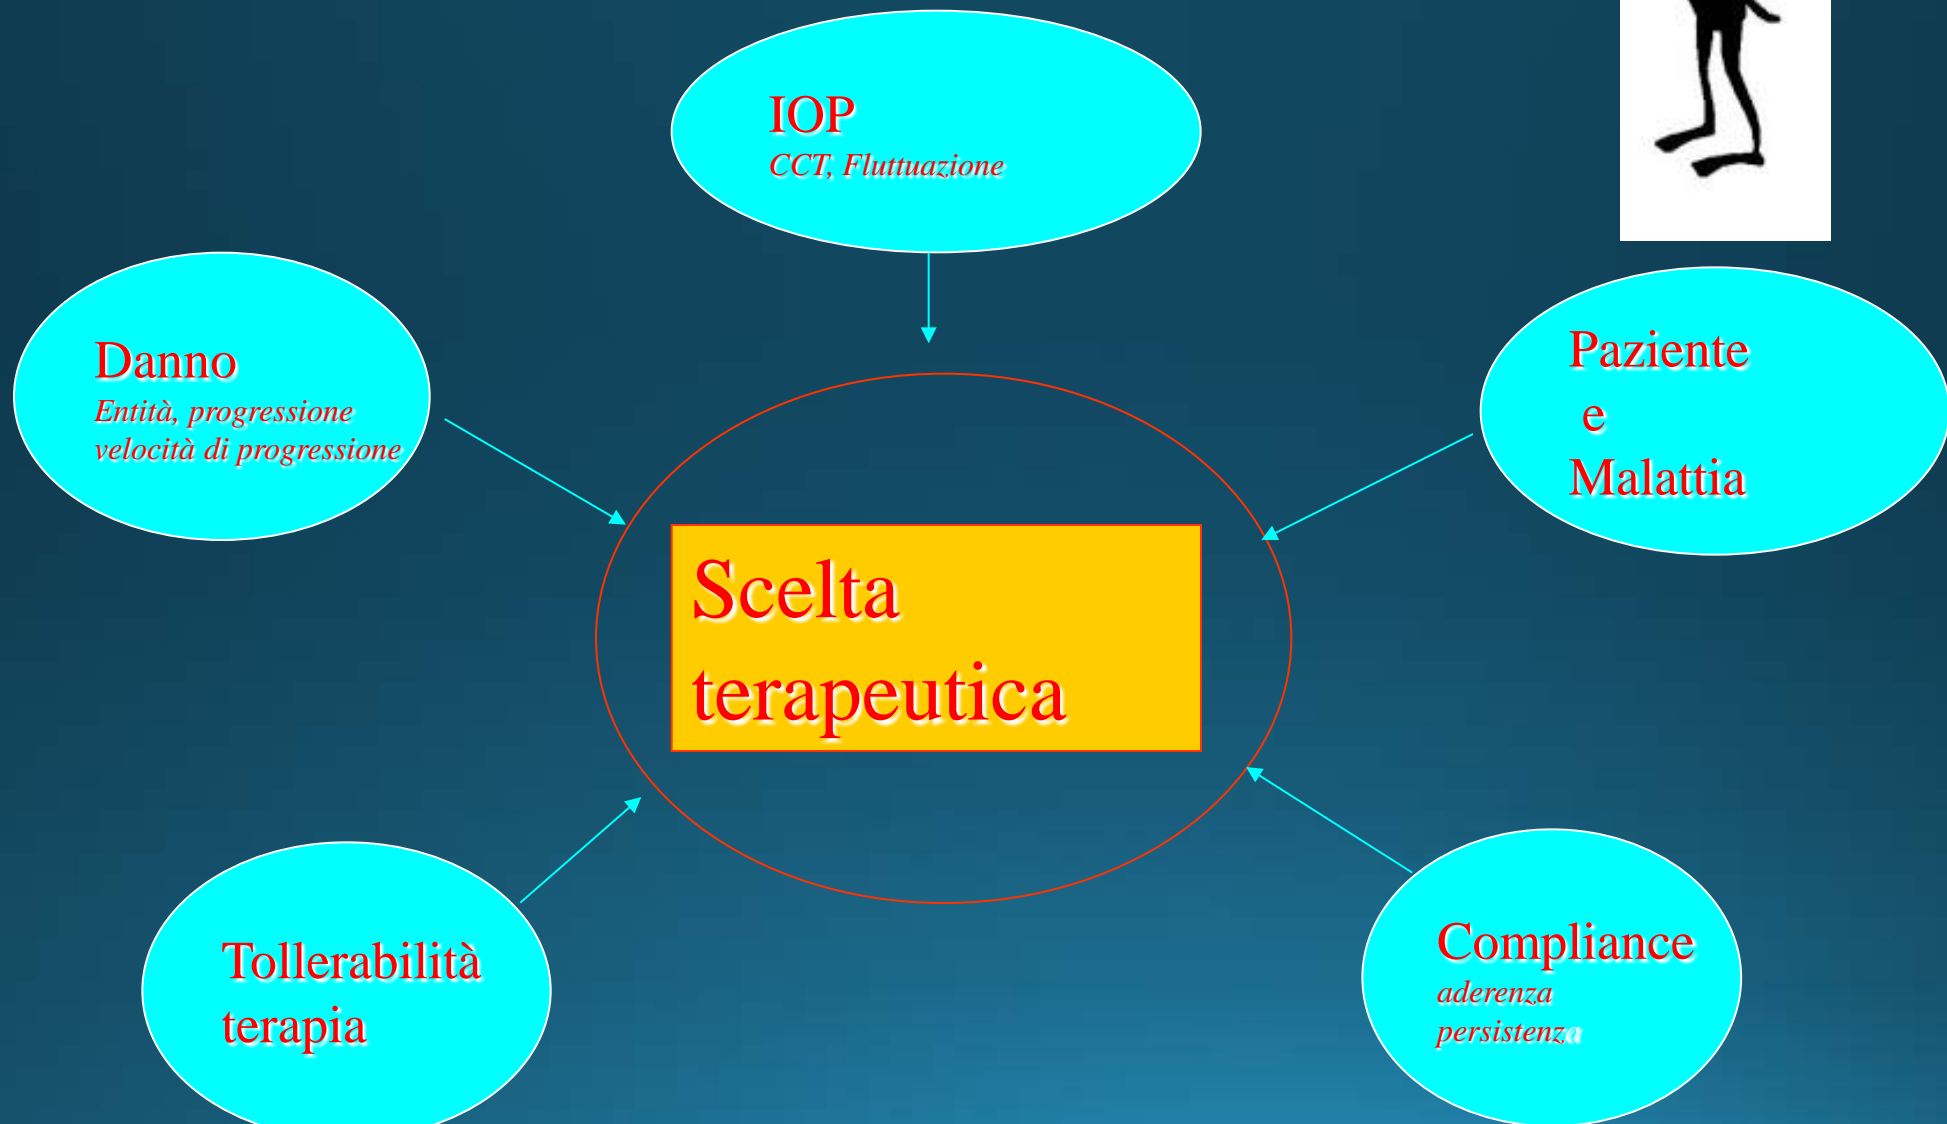 IOP
CCT, Fluttuazione
Danno
Entità, progressione
velocità di progressione
Paziente
e
Malattia
Scelta
terapeutica
Tollerabilità
terapia
Compliance
aderenza
persistenza